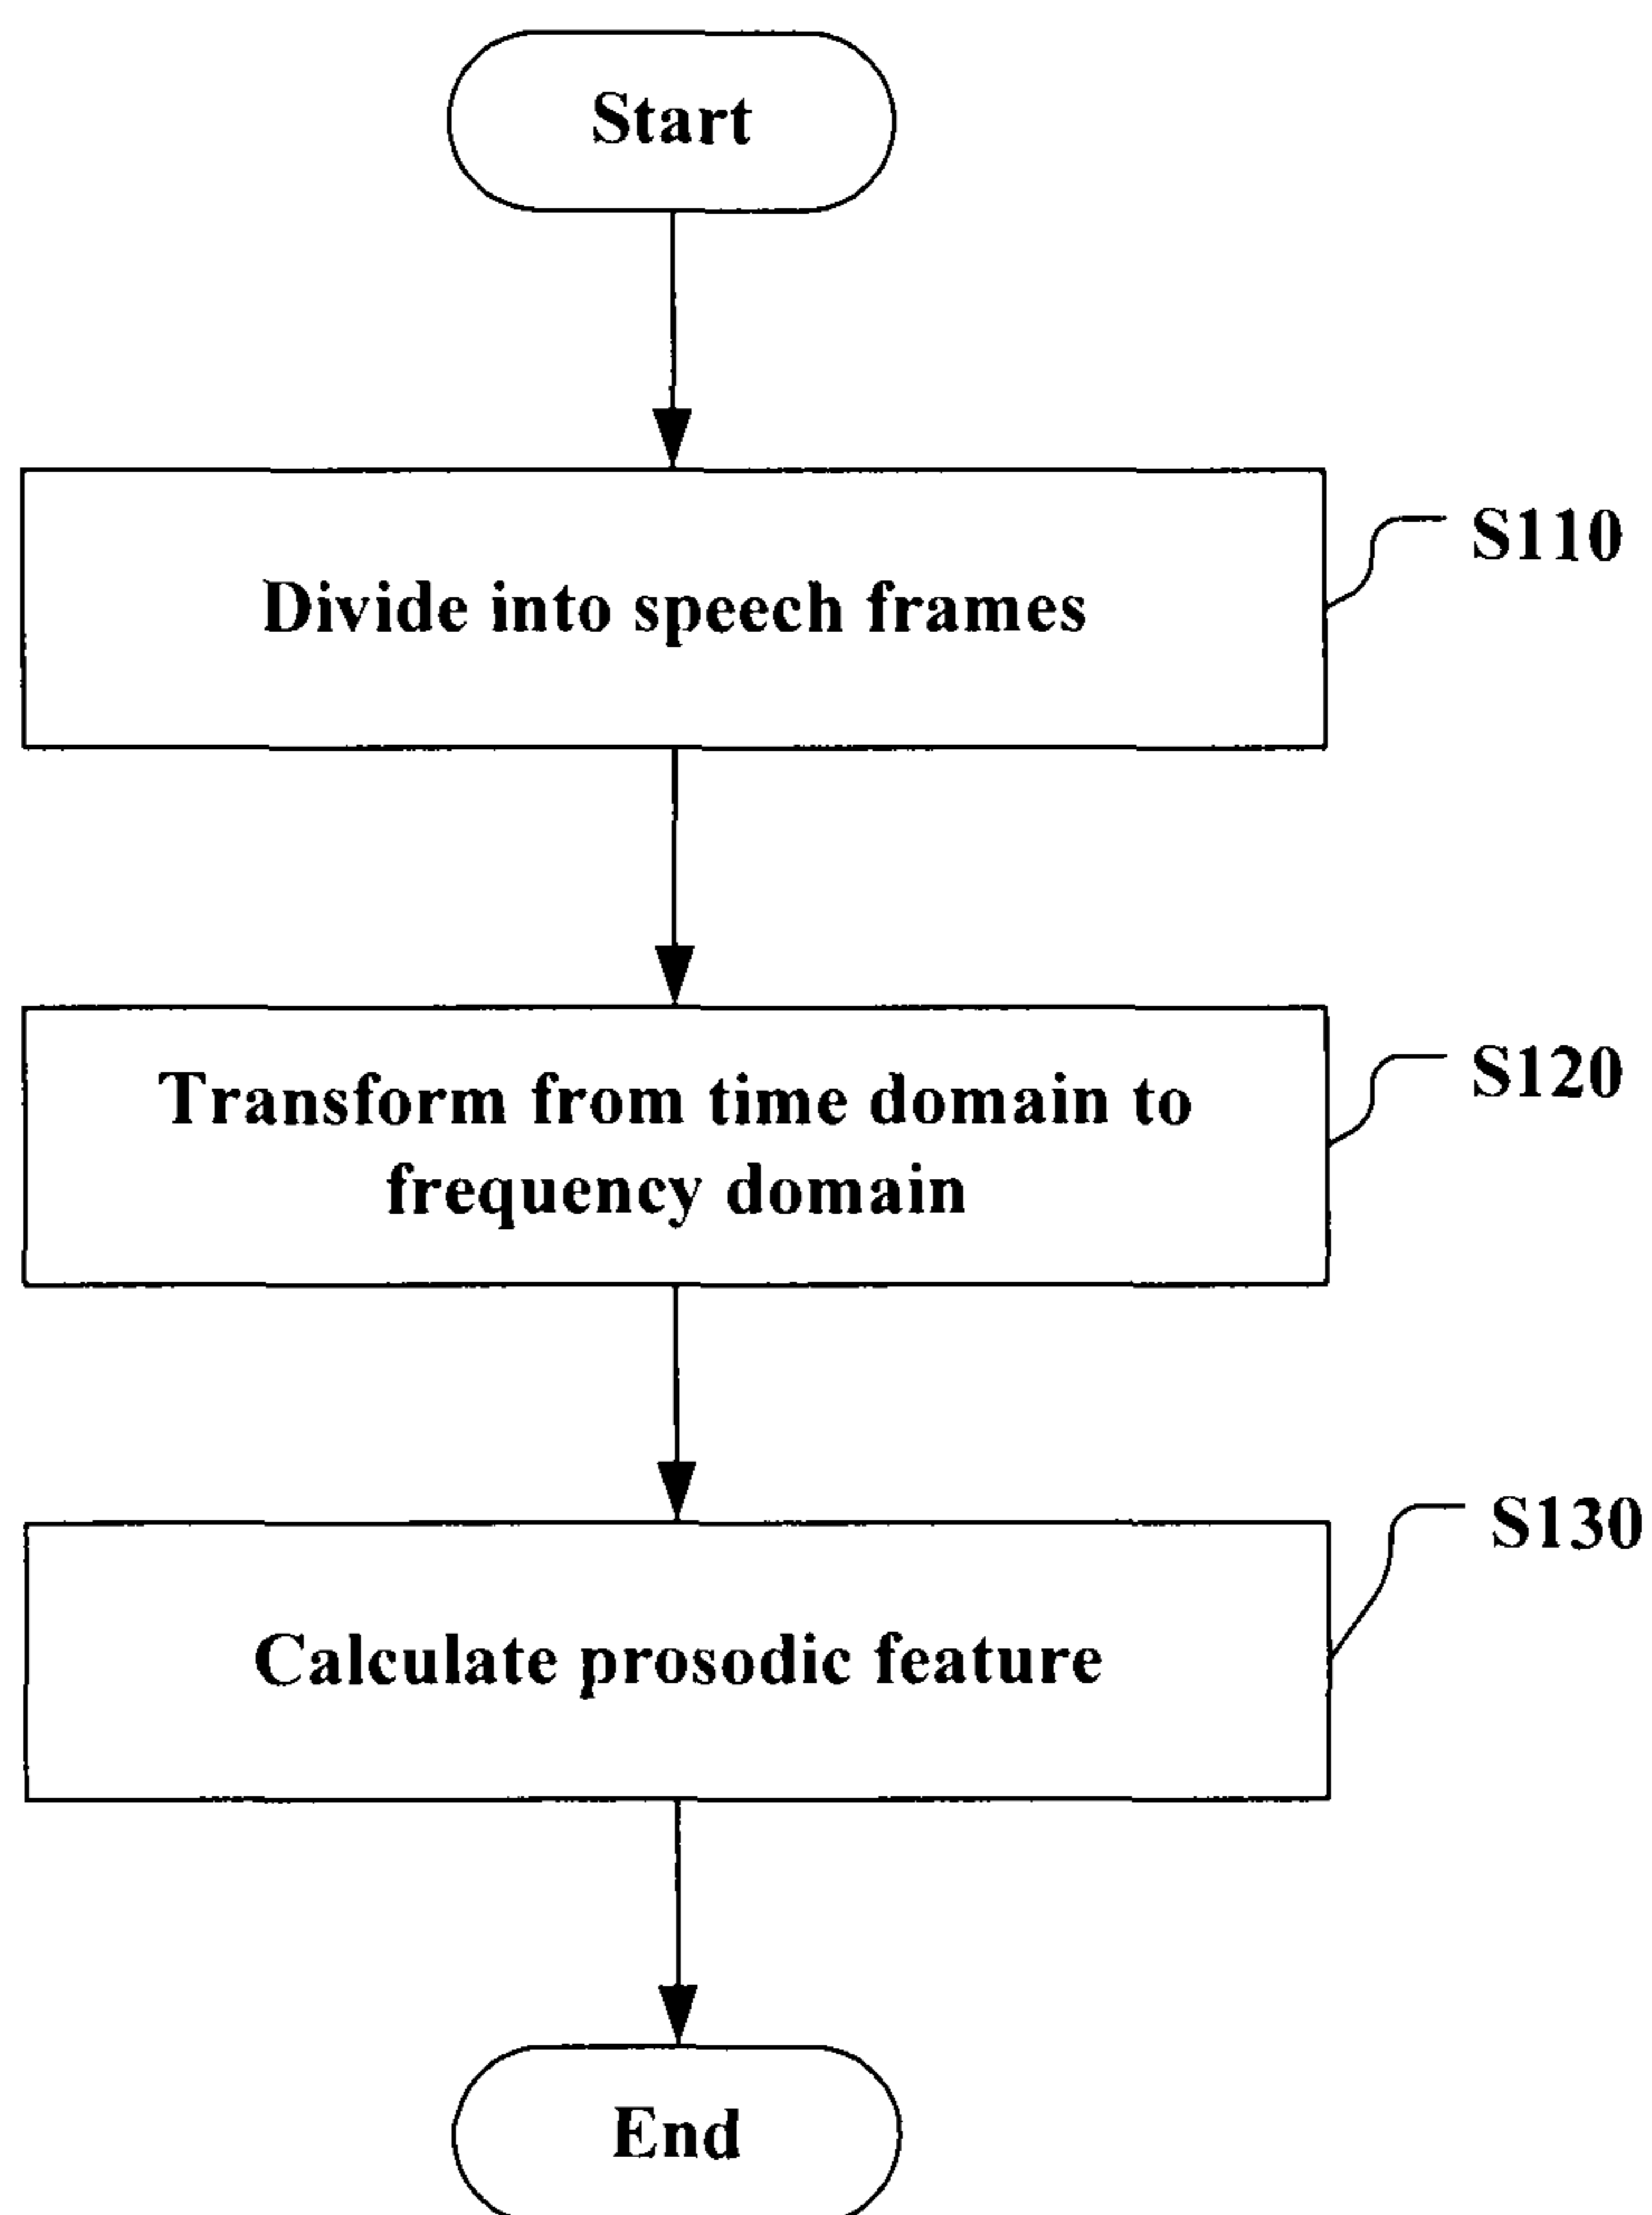 Start
Divide into speech frames
S110
Transform from time domain to
frequency domain
S120
Calculate prosodic feature
S130
End